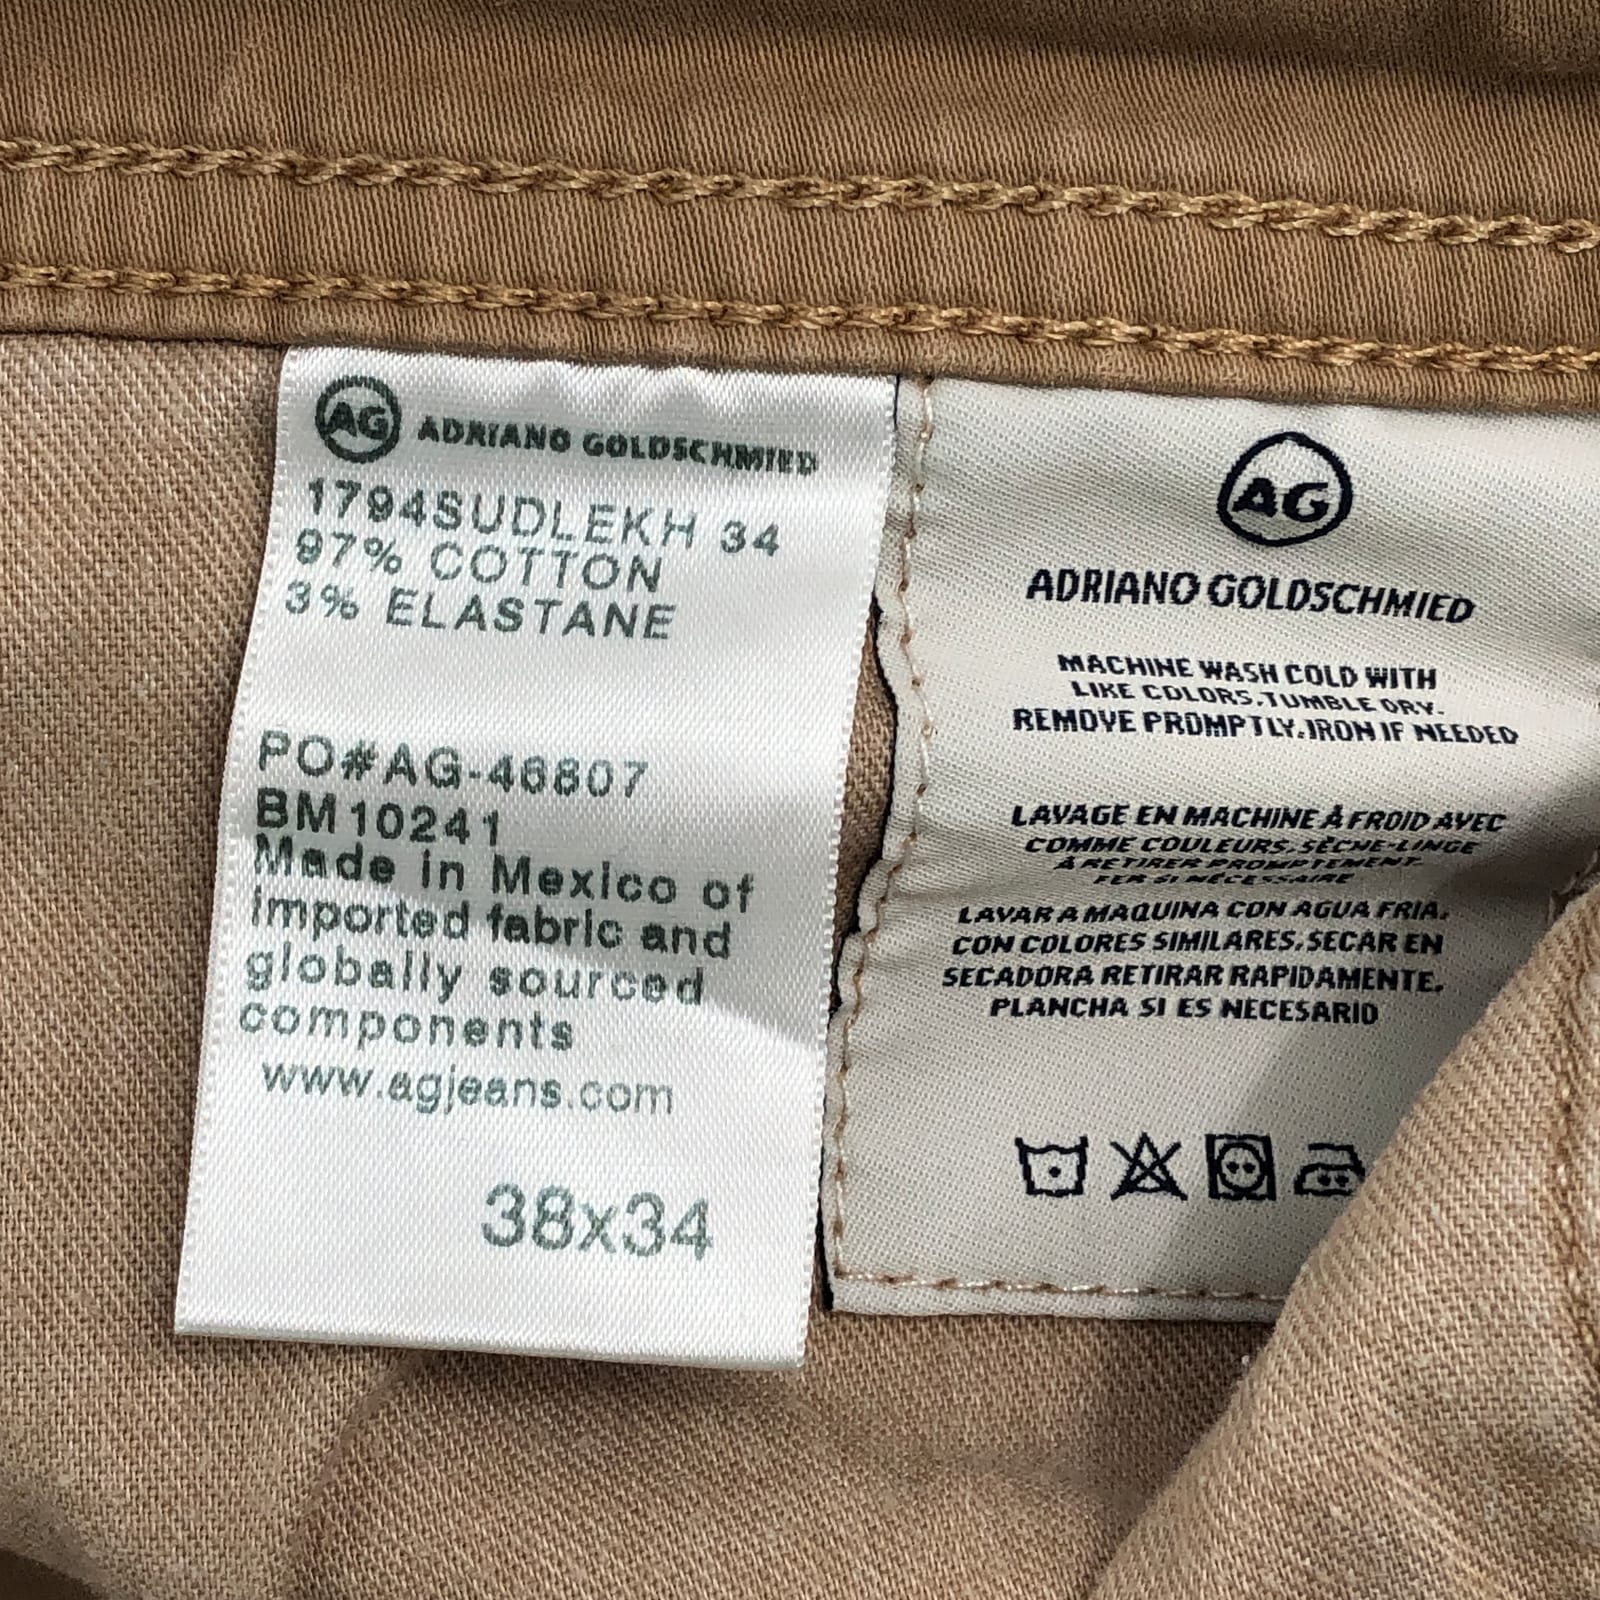 AG ADRIANO GOLDSCHMIED
1794SUDLEKH 34
97% COTTON
3% ELASTANE
PO#AG-46807
BM10241
Made in Mexico of
imported fabric and
globally sourced
components
www.agjeans.com
38x34
AG
ADRIANO GOLDSCHMIED
MACHINE WASH COLD WITH
LIKE COLORS.TUMBLE DRY.
REMOVE PROMPTLY.IRON IF NEEDED
LAVAGE EN MACHINE À FROID AVEC
COMME COULEURS.SÈCHE-LINGE
À RETIRER PROMPTEMENT.
FER SI NÉCESSAIRE
LAVAR A MAQUINA CON AGUA FRIA.
CON COLORES SIMILARES.SECAR EN
SECADORA RETIRAR RAPIDAMENTE.
PLANCHA SI ES NECESARIO